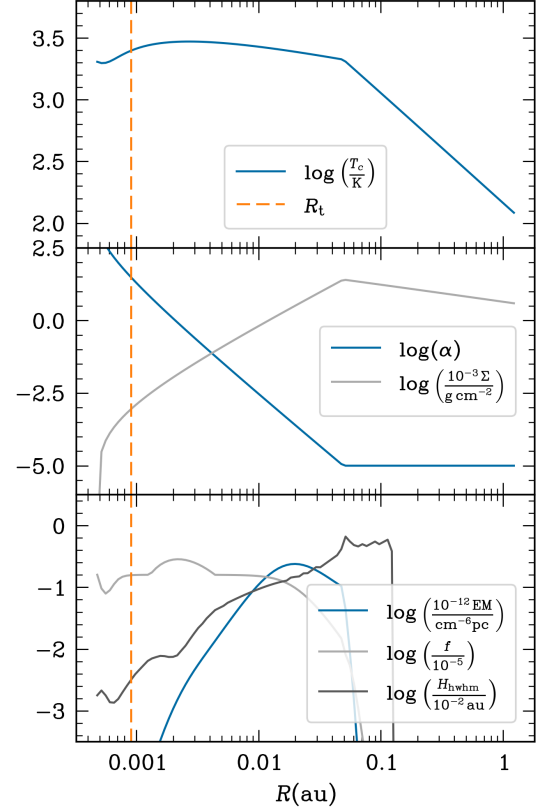 3.5
3.0
2.5
2.0
log (T_c/K)
R_t
2.5
0.0
−2.5
−5.0
log(α)
log (10^−3 Σ/g cm^−2)
0
−1
−2
−3
log (10^−12 EM/cm^−6 pc)
log (f/10^−5)
log (H_hwhm/10^−2 au)
0.001 0.01 0.1 1
R(au)